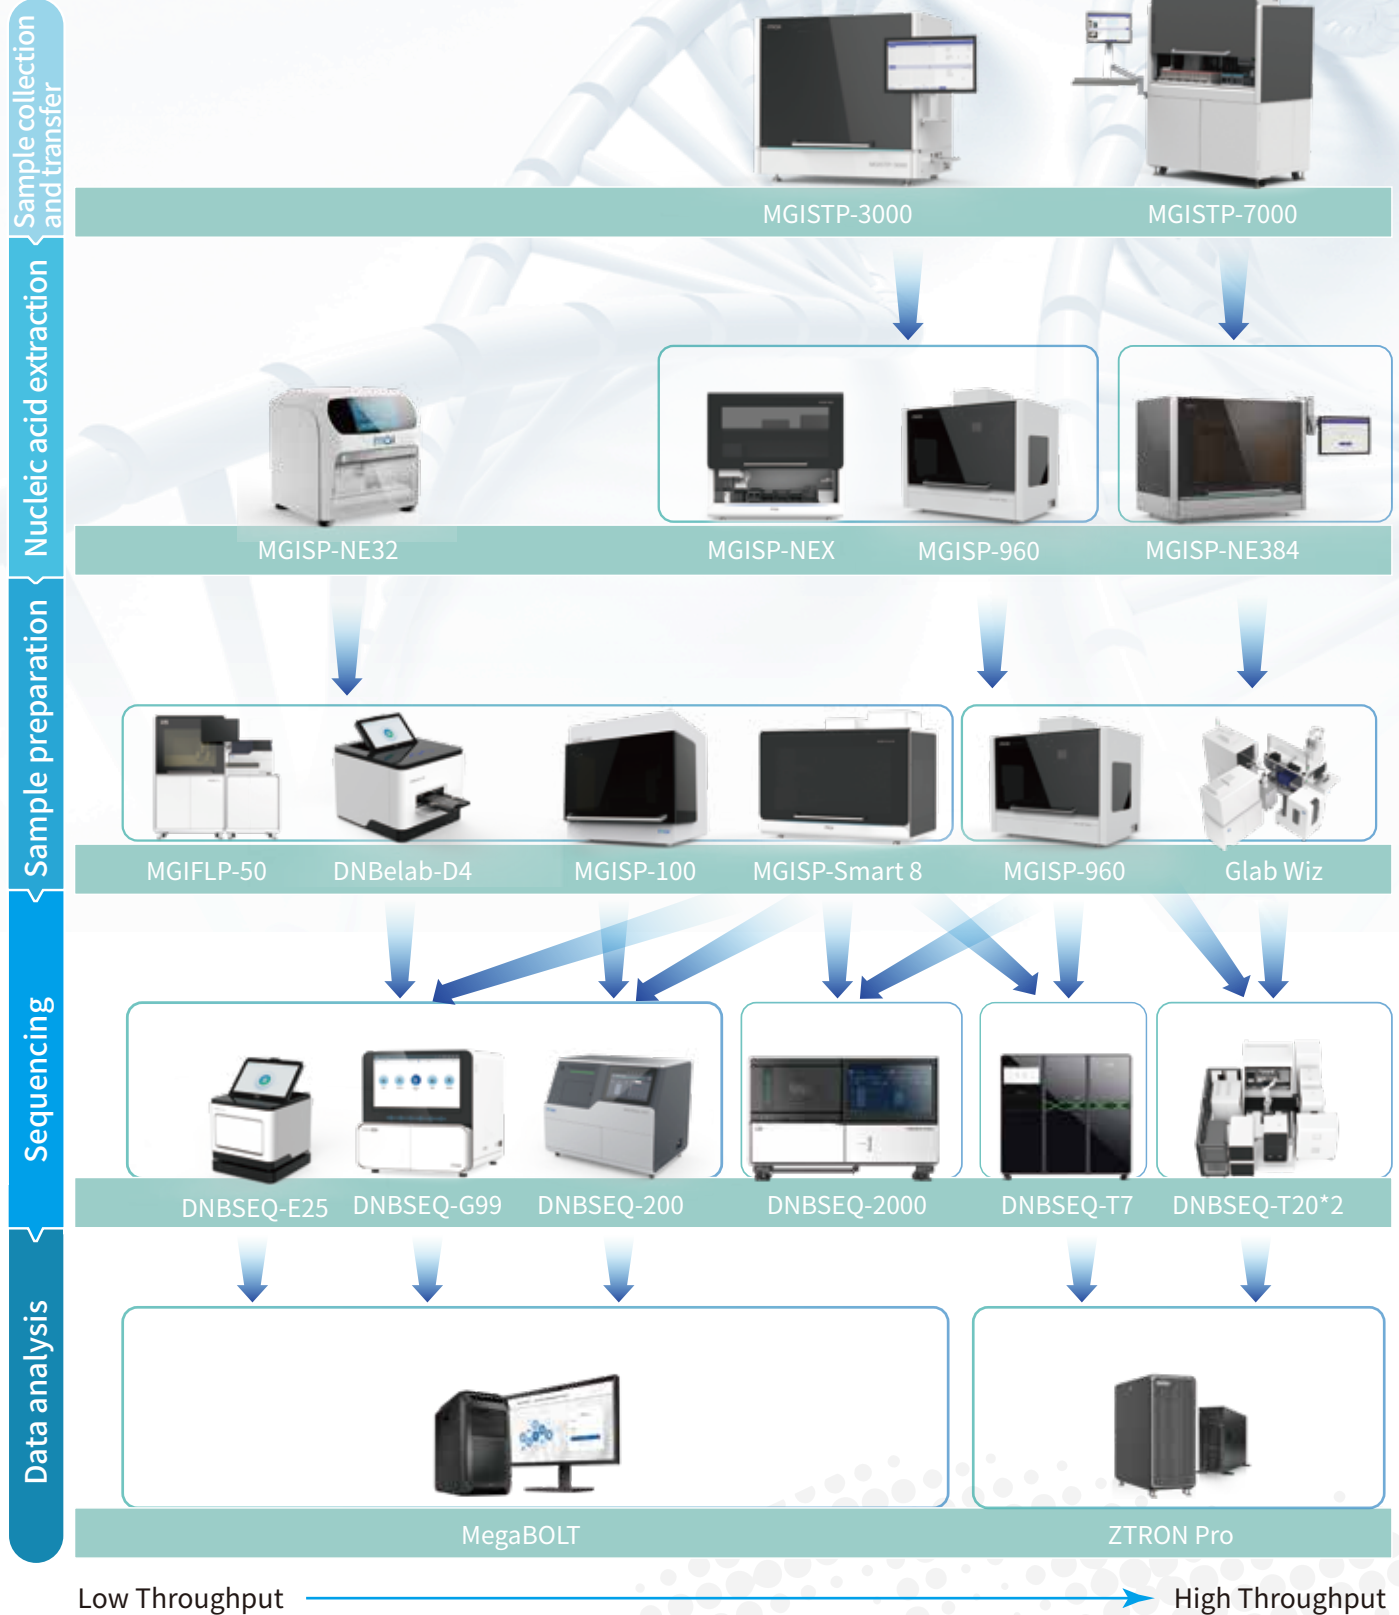 Sample collection
and transfer
MGISTP-3000
MGISTP-7000
Nucleic acid extraction
MGISP-NE32
MGISP-NEX
MGISP-960
MGISP-NE384
Sample preparation
MGIFLP-50
DNBelab-D4
MGISP-100
MGISP-Smart 8
MGISP-960
Glab Wiz
Sequencing
DNBSEQ-E25
DNBSEQ-G99
DNBSEQ-200
DNBSEQ-2000
DNBSEQ-T7
DNBSEQ-T20*2
Data analysis
MegaBOLT
ZTRON Pro
Low Throughput
High Throughput